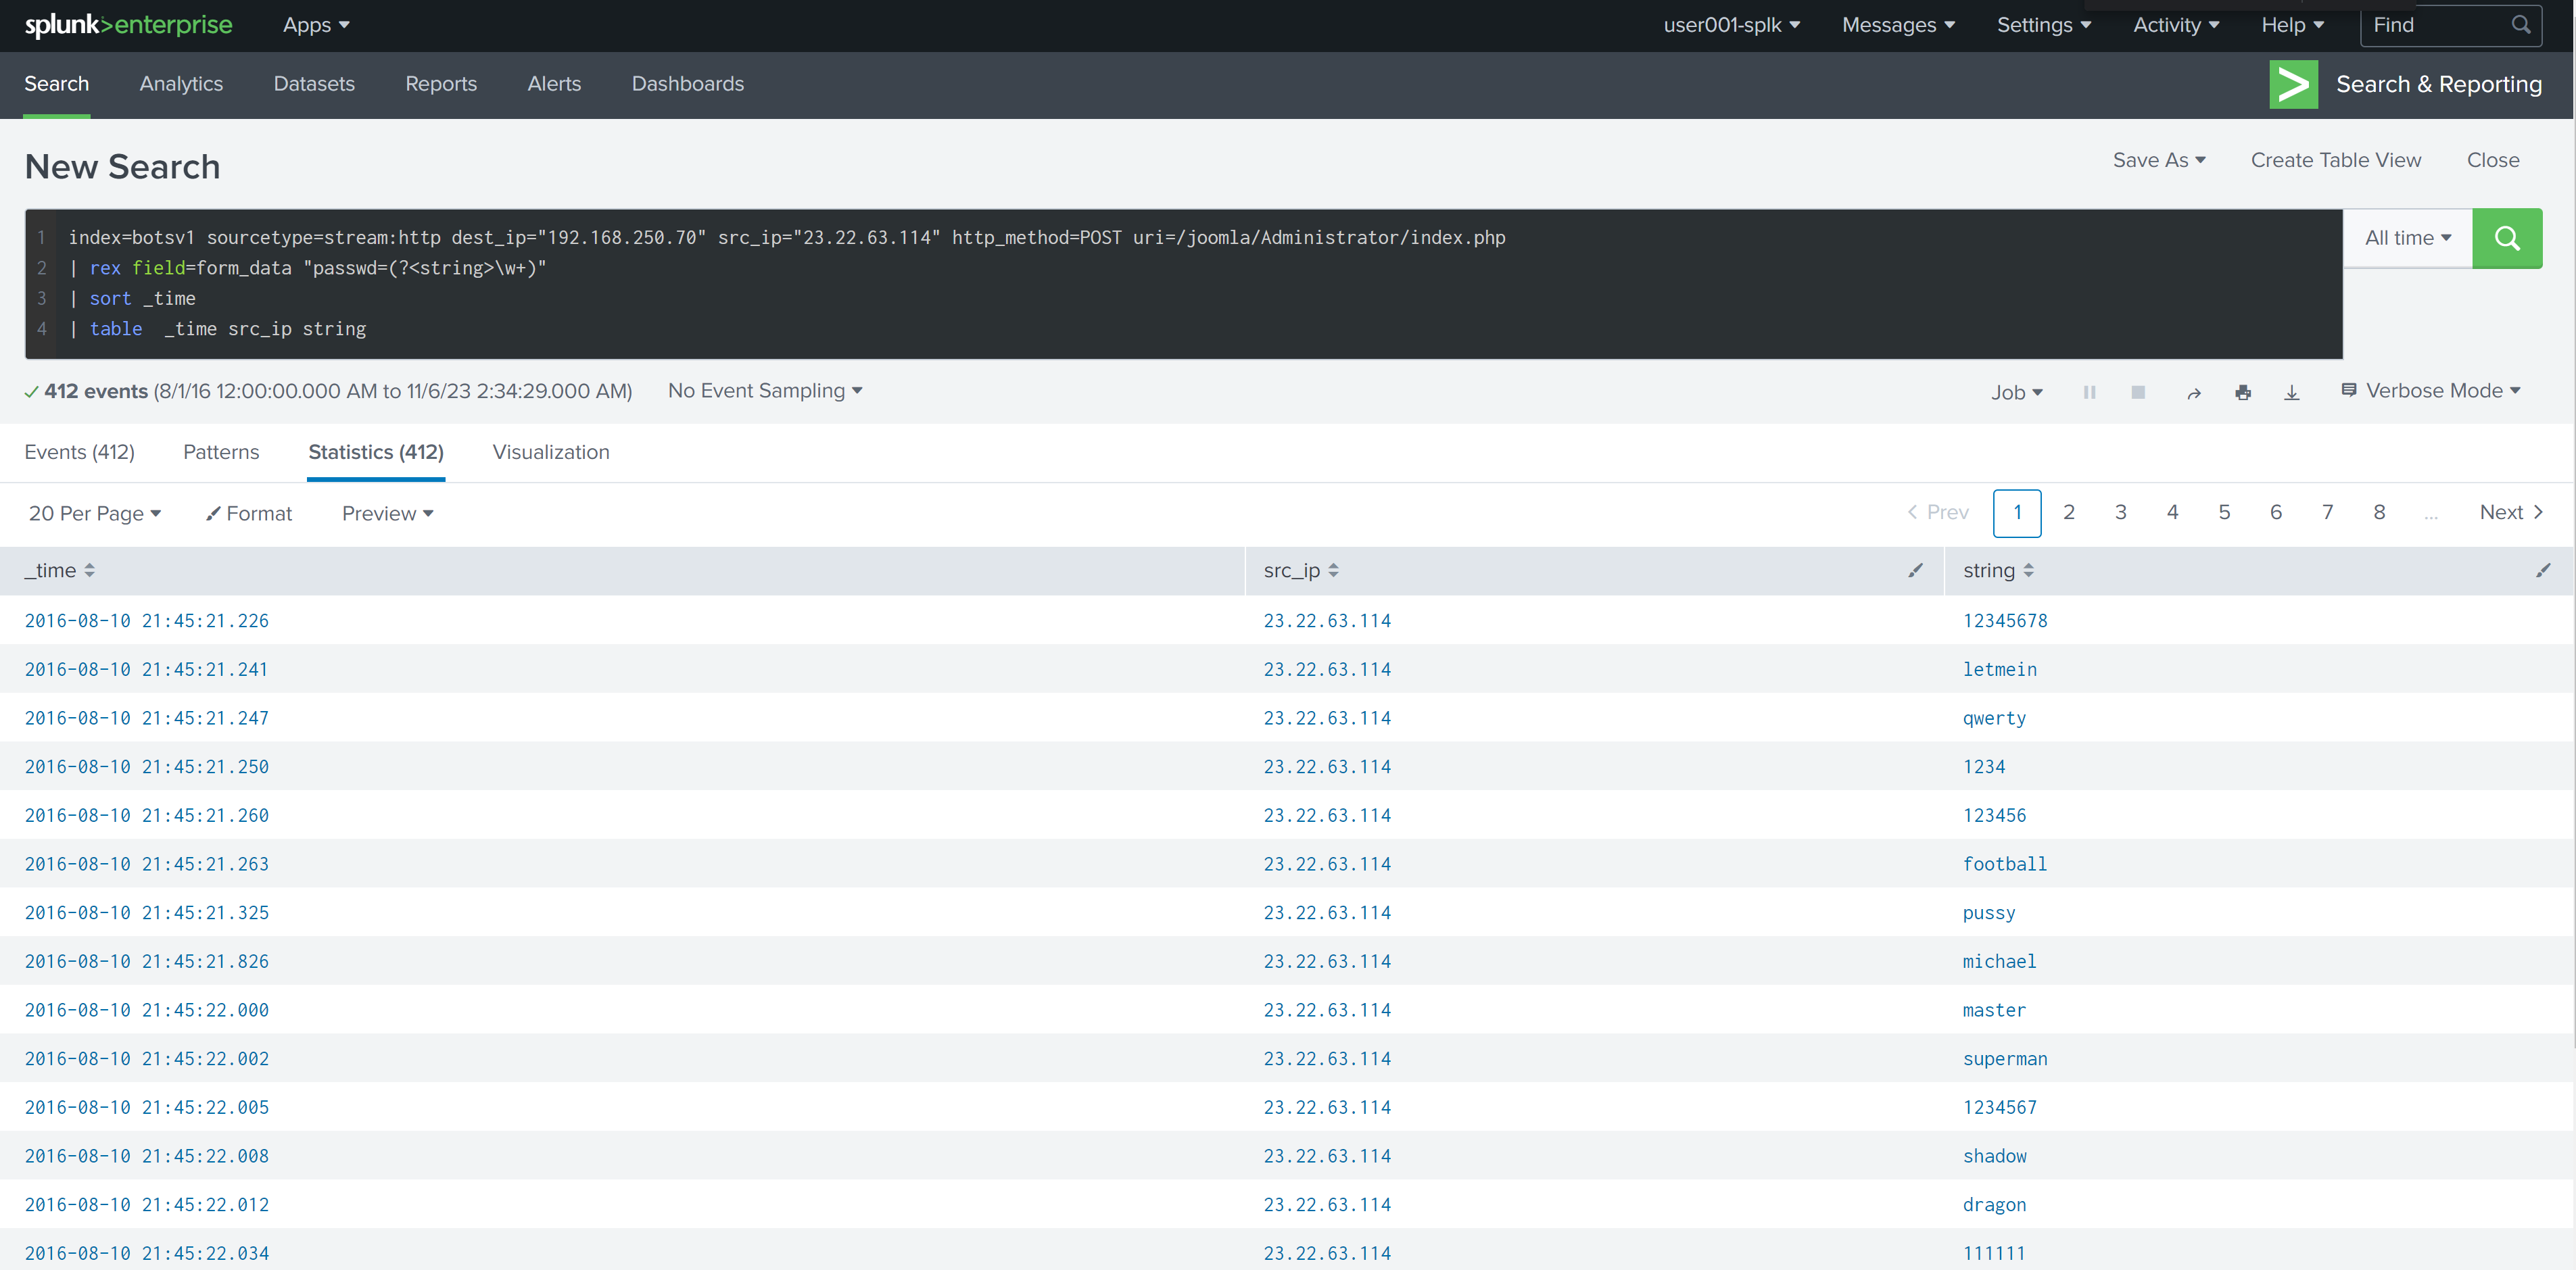 splunk>enterprise Apps user001-splk Messages Settings Activity Help Find
Search Analytics Datasets Reports Alerts Dashboards Search & Reporting
New Search Save As Create Table View Close
1 index=botsv1 sourcetype=stream:http dest_ip="192.168.250.70" src_ip="23.22.63.114" http_method=POST uri=/joomla/Administrator/index.php All time
2 | rex field=form_data "passwd=(?<string>\w+)"
3 | sort _time
4 | table  _time src_ip string
412 events (8/1/16 12:00:00.000 AM to 11/6/23 2:34:29.000 AM) No Event Sampling Job Verbose Mode
Events (412) Patterns Statistics (412) Visualization
20 Per Page Format Preview < Prev 1 2 3 4 5 6 7 8 ... Next >
_time src_ip string
2016-08-10 21:45:21.226 23.22.63.114 12345678
2016-08-10 21:45:21.241 23.22.63.114 letmein
2016-08-10 21:45:21.247 23.22.63.114 qwerty
2016-08-10 21:45:21.250 23.22.63.114 1234
2016-08-10 21:45:21.260 23.22.63.114 123456
2016-08-10 21:45:21.263 23.22.63.114 football
2016-08-10 21:45:21.325 23.22.63.114 pussy
2016-08-10 21:45:21.826 23.22.63.114 michael
2016-08-10 21:45:22.000 23.22.63.114 master
2016-08-10 21:45:22.002 23.22.63.114 superman
2016-08-10 21:45:22.005 23.22.63.114 1234567
2016-08-10 21:45:22.008 23.22.63.114 shadow
2016-08-10 21:45:22.012 23.22.63.114 dragon
2016-08-10 21:45:22.034 23.22.63.114 111111